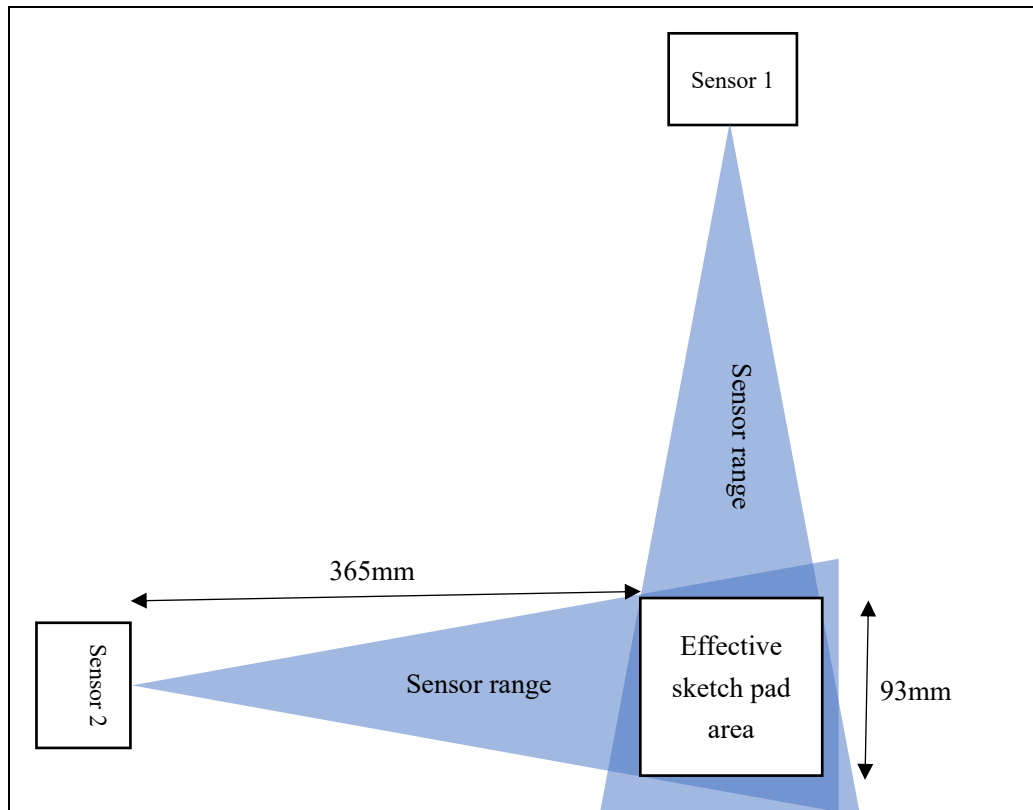 Sensor 1
Sensor range
365mm
Sensor 2
Sensor range
Effective
sketch pad
area
93mm